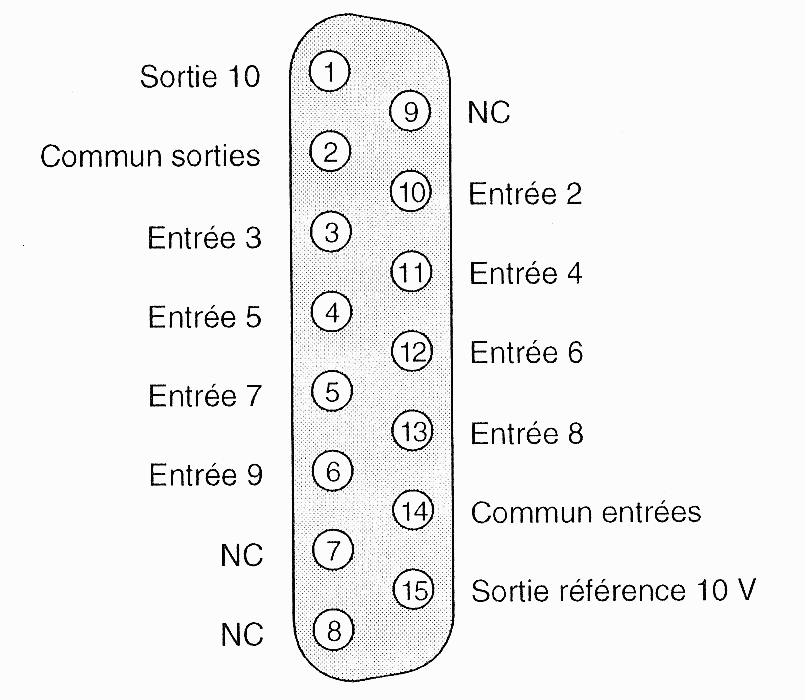 Sortie 10
1
9
NC
Commun sorties
2
10
Entrée 2
Entrée 3
3
11
Entrée 4
Entrée 5
4
12
Entrée 6
Entrée 7
5
13
Entrée 8
Entrée 9
6
14
Commun entrées
NC
7
15
Sortie référence 10 V
NC
8